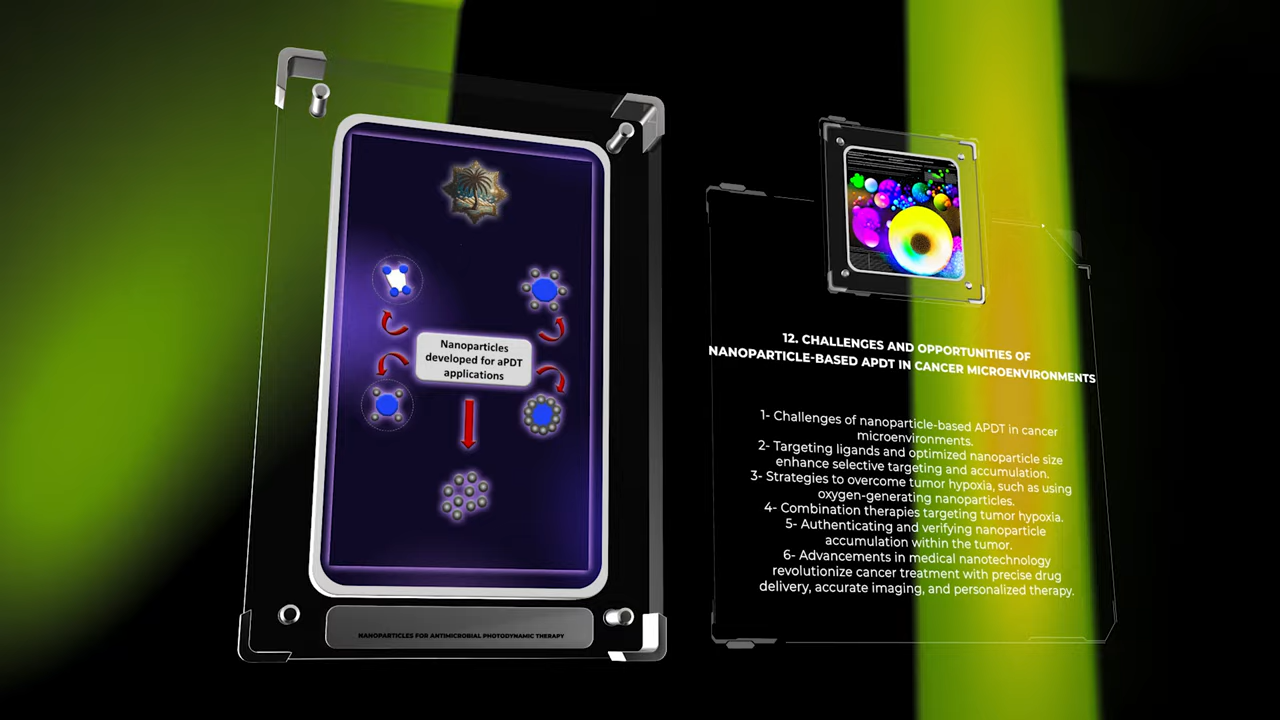 Nanoparticles
developed for aPDT
applications
NANOPARTICLES FOR ANTIMICROBIAL PHOTODYNAMIC THERAPY
12. CHALLENGES AND OPPORTUNITIES OF
NANOPARTICLE-BASED APDT IN CANCER MICROENVIRONMENTS
1- Challenges of nanoparticle-based APDT in cancer
microenvironments.
2- Targeting ligands and optimized nanoparticle size
enhance selective targeting and accumulation.
3- Strategies to overcome tumor hypoxia, such as using
oxygen-generating nanoparticles.
4- Combination therapies targeting tumor hypoxia.
5- Authenticating and verifying nanoparticle
accumulation within the tumor.
6- Advancements in medical nanotechnology
revolutionize cancer treatment with precise drug
delivery, accurate imaging, and personalized therapy.